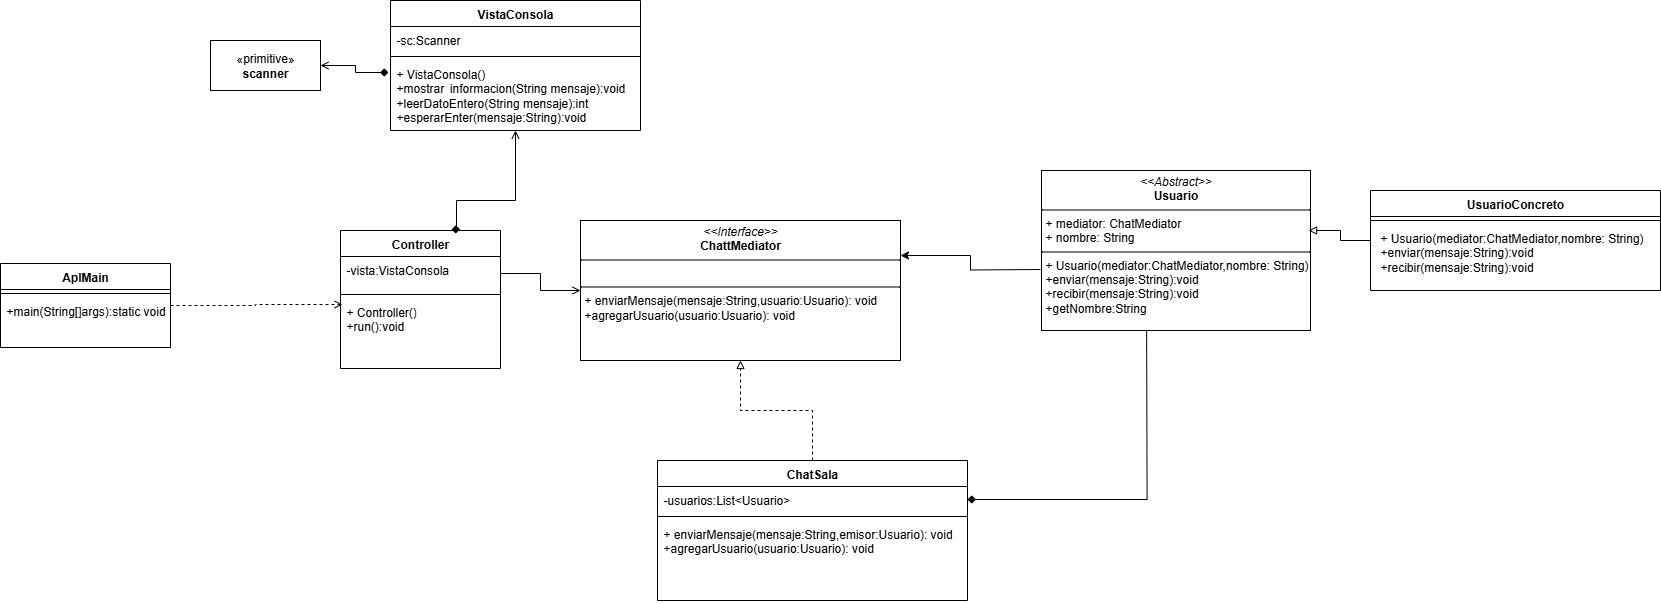 VistaConsola
-sc:Scanner
+ VistaConsola()
+mostrar informacion(String mensaje):void
+leerDatoEntero(String mensaje):int
+esperarEnter(mensaje:String):void
«primitive»
scanner
Controller
-vista:VistaConsola
+ Controller()
+run():void
AplMain
+main(String[]args):static void
<<Interface>>
ChattMediator
+ enviarMensaje(mensaje:String,usuario:Usuario): void
+agregarUsuario(usuario:Usuario): void
<<Abstract>>
Usuario
+ mediator: ChatMediator
+ nombre: String
+ Usuario(mediator:ChatMediator,nombre: String)
+enviar(mensaje:String):void
+recibir(mensaje:String):void
+getNombre:String
UsuarioConcreto
+ Usuario(mediator:ChatMediator,nombre: String)
+enviar(mensaje:String):void
+recibir(mensaje:String):void
ChatSala
-usuarios:List<Usuario>
+ enviarMensaje(mensaje:String,emisor:Usuario): void
+agregarUsuario(usuario:Usuario): void